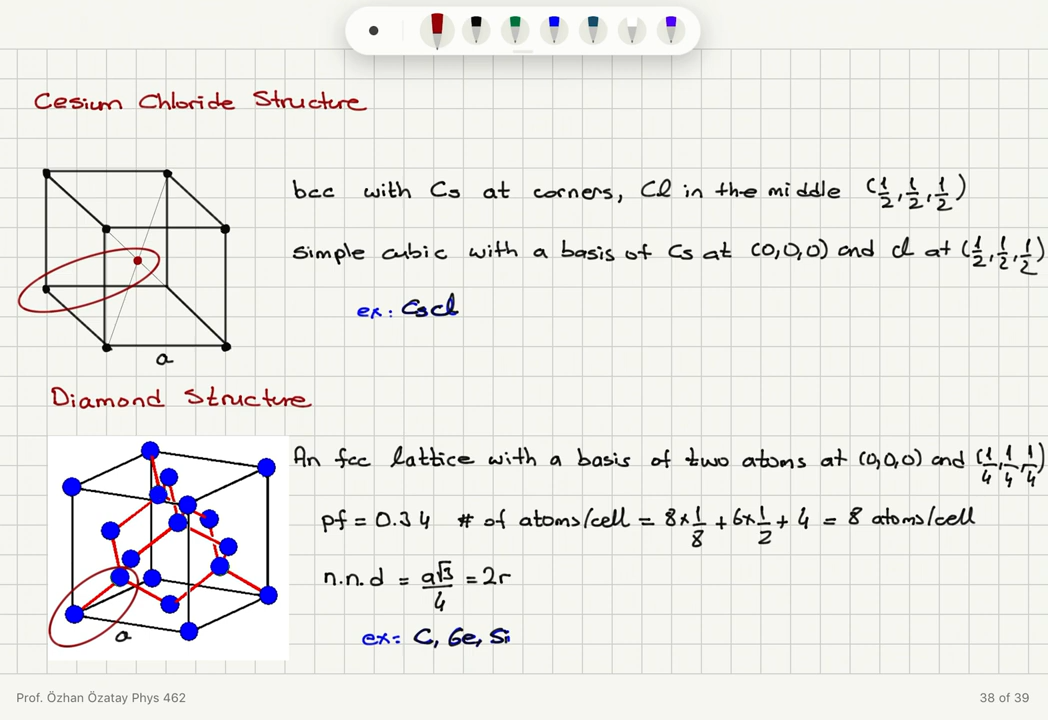 Cesium Chloride Structure
bcc with Cs at corners, Cl in the middle (1/2, 1/2, 1/2)
simple cubic with a basis of Cs at (0,0,0) and cl at (1/2, 1/2, 1/2)
ex: CsCl
a
Diamond Structure
An fcc lattice with a basis of two atoms at (0,0,0) and (1/4, 1/4, 1/4)
pf = 0.34 # of atoms/cell = 8×1/8 + 6×1/2 + 4 = 8 atoms/cell
n.n.d = a√3/4 = 2r
a
ex: C, Ge, Si
Prof. Özhan Özatay Phys 462
38 of 39